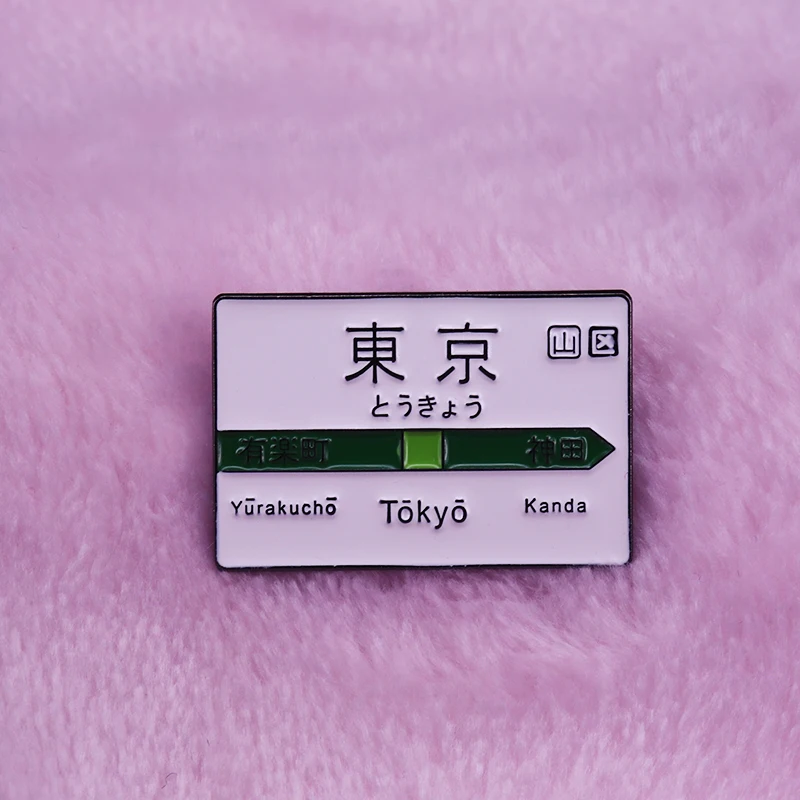 東京 山 区
とうきょう
有楽町 神田
Yūrakuchō Tōkyō Kanda